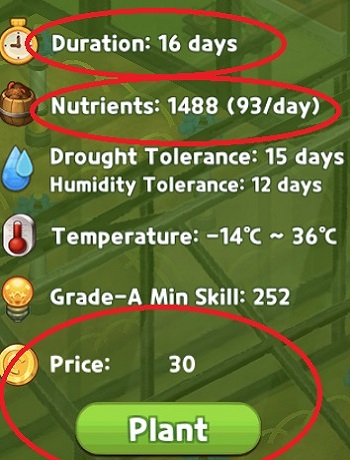 Duration: 16 days
Nutrients: 1488 (93/day)
Drought Tolerance: 15 days
Humidity Tolerance: 12 days
Temperature: -14℃ ~ 36℃
Grade-A Min Skill: 252
Price: 30
Plant